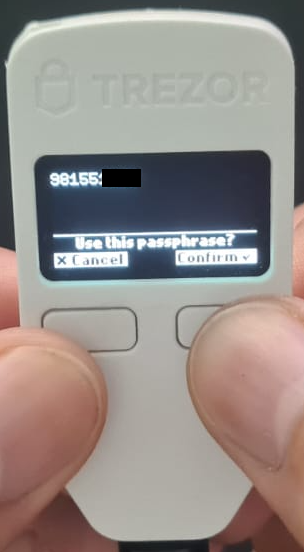 TREZOR
98155
Use this passphrase?
× Cancel
Confirm ✓